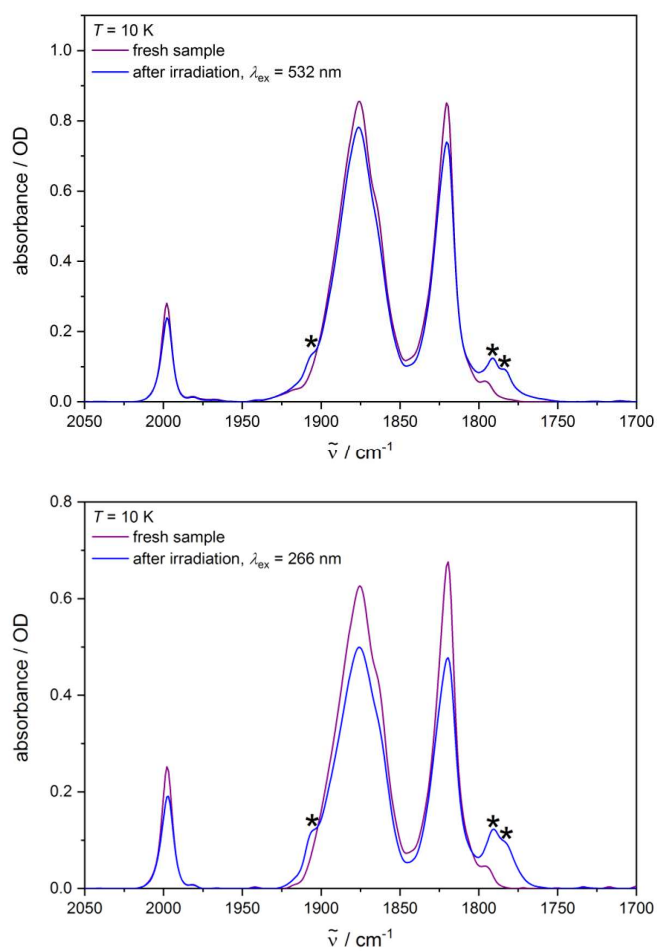 T = 10 K
fresh sample
after irradiation, λex = 532 nm
absorbance / OD
1.0
0.8
0.6
0.4
0.2
0.0
* * *
2050 2000 1950 1900 1850 1800 1750 1700
ṽ / cm-1
T = 10 K
fresh sample
after irradiation, λex = 266 nm
absorbance / OD
0.8
0.6
0.4
0.2
0.0
* * *
2050 2000 1950 1900 1850 1800 1750 1700
ṽ / cm-1